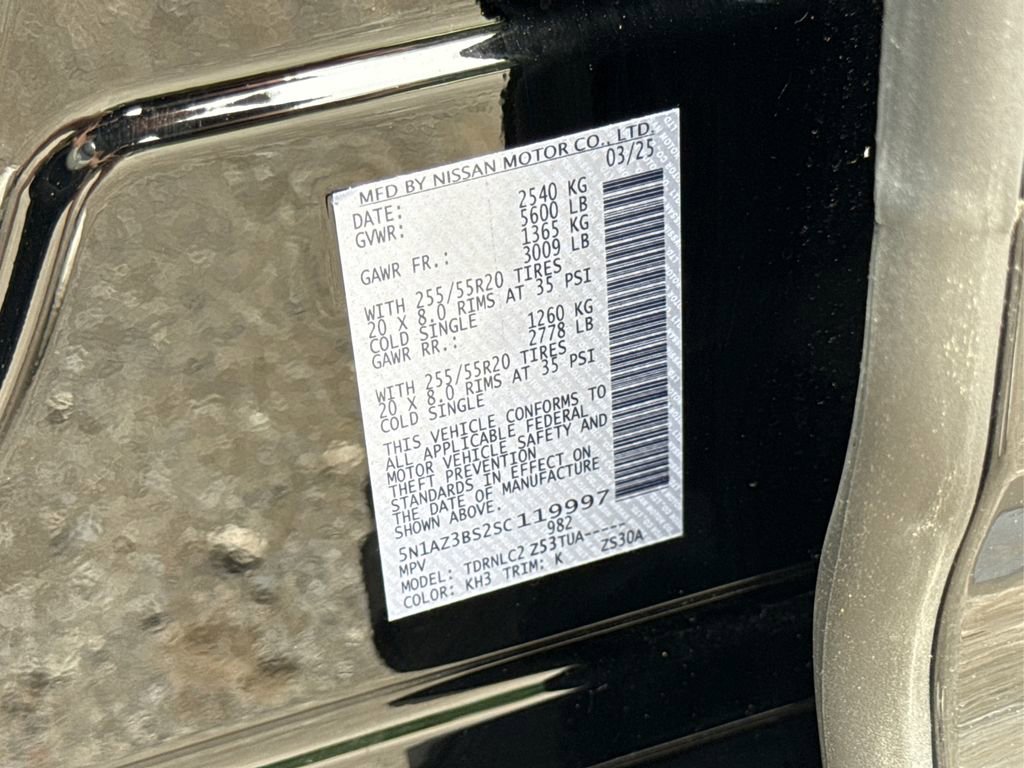 MFD BY NISSAN MOTOR CO., LTD.
DATE: 03/25
GVWR: 2540 KG
5600 LB
GAWR FR.: 1365 KG
3009 LB
WITH 255/55R20 TIRES
20 X 8.0 RIMS AT 35 PSI
COLD SINGLE
GAWR RR.: 1260 KG
2778 LB
WITH 255/55R20 TIRES
20 X 8.0 RIMS AT 35 PSI
COLD SINGLE
THIS VEHICLE CONFORMS TO
ALL APPLICABLE FEDERAL
MOTOR VEHICLE SAFETY AND
THEFT PREVENTION
STANDARDS IN EFFECT ON
THE DATE OF MANUFACTURE
SHOWN ABOVE.
5N1AZ3BS2SC119997
MPV 982
MODEL: TDRNLC2 Z53TUA-----
COLOR: KH3 TRIM: K ZS30A